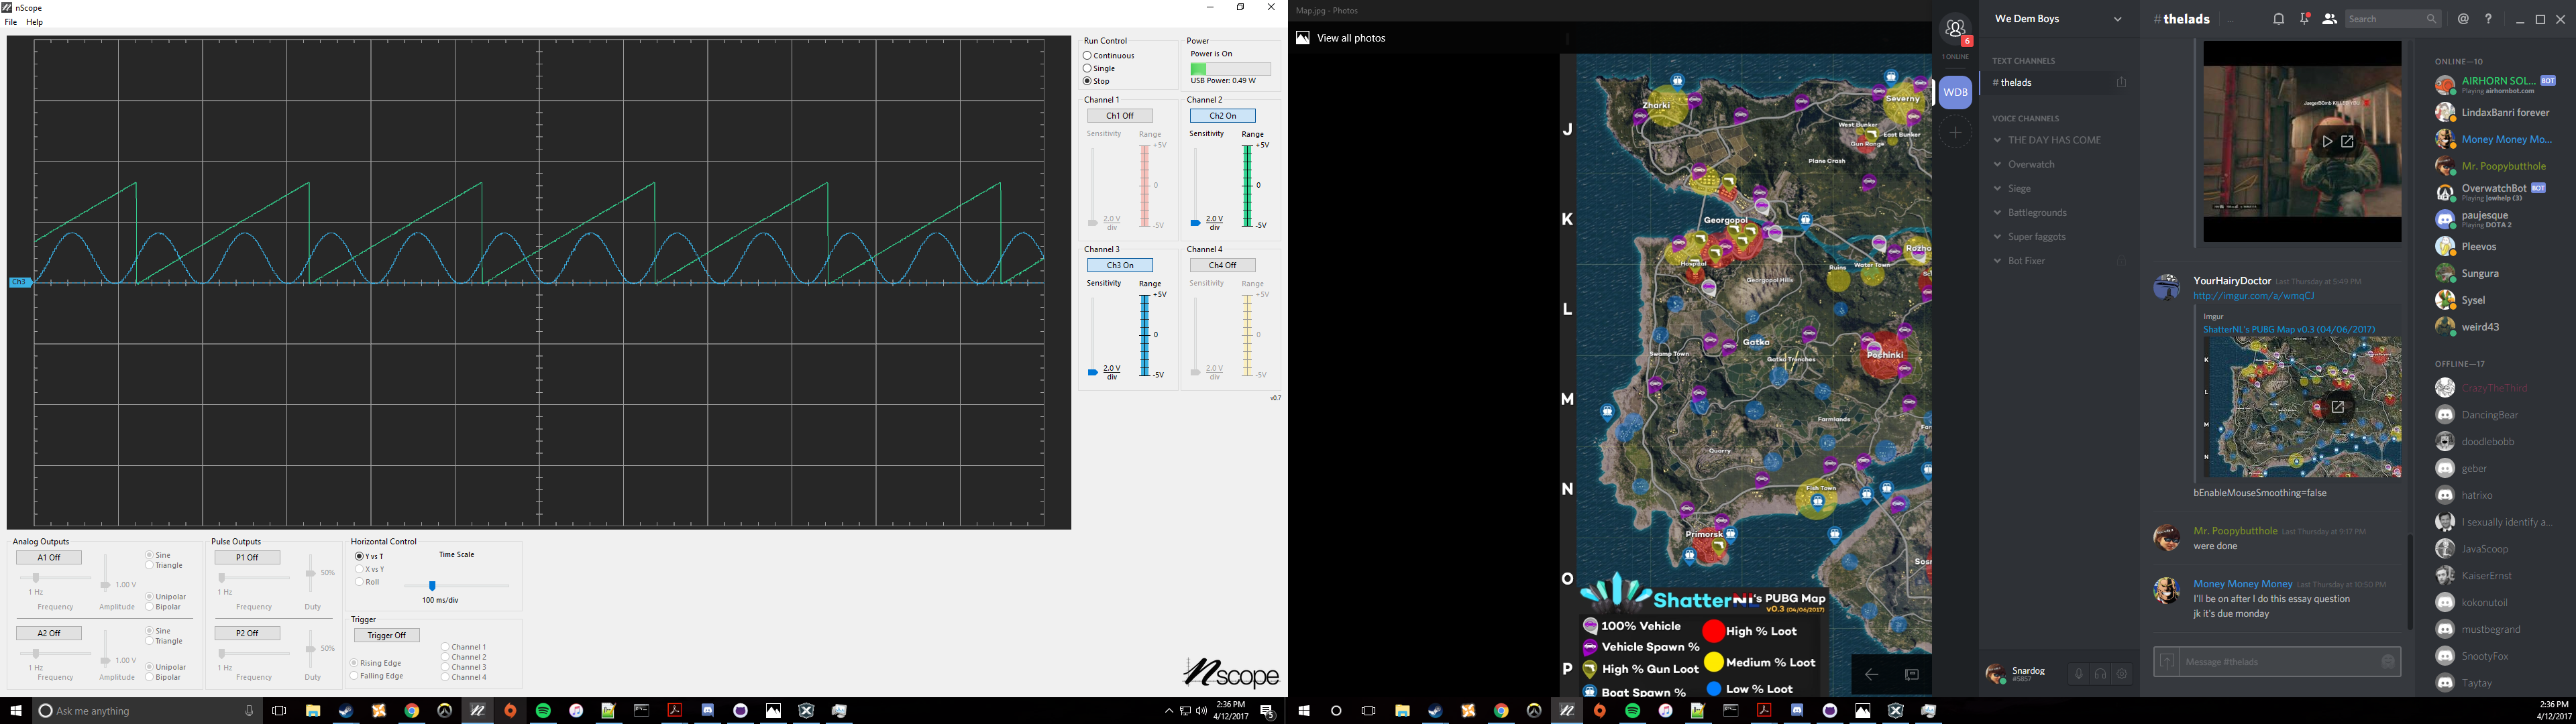 nScope
File Help
Ch3
Run Control
Continuous
Single
Stop
Power
Power is On
USB Power: 0.49 W
Channel 1
Ch1 Off
Sensitivity Range
+5V
0
2.0 V
div
-5V
Channel 2
Ch2 On
Sensitivity Range
+5V
0
2.0 V
div
-5V
Channel 3
Ch3 On
Sensitivity Range
+5V
0
2.0 V
div
-5V
Channel 4
Ch4 Off
Sensitivity Range
+5V
0
2.0 V
div
-5V
v0.7
Analog Outputs
A1 Off
Sine
Triangle
1.00 V
1 Hz
Unipolar
Bipolar
Frequency Amplitude
A2 Off
Sine
Triangle
1.00 V
1 Hz
Unipolar
Bipolar
Frequency Amplitude
Pulse Outputs
P1 Off
50%
1 Hz
Frequency Duty
P2 Off
50%
1 Hz
Frequency Duty
Horizontal Control
Y vs T
X vs Y
Roll
Time Scale
100 ms/div
Trigger
Trigger Off
Rising Edge
Falling Edge
Channel 1
Channel 2
Channel 3
Channel 4
nscope
Ask me anything
2:36 PM
4/12/2017
5
Map.jpg - Photos
View all photos
J
K
L
M
N
O
P
Zharki
Severny
West Bunker
East Bunker
Gun Range
Plane Crash
Georgopol
Hospital
Georgopol Hills
Ruins
Water Town
Rozho
Swamp Town
Gatka
Gatka Trenches
Pochinki
Farmlands
Quarry
Fish Town
Primorsk
Sos
ShatterNL's PUBG Map
v0.3 (04/06/2017)
100% Vehicle
Vehicle Spawn %
High % Gun Loot
Boat Spawn %
High % Loot
Medium % Loot
Low % Loot
6
1 ONLINE
WDB
We Dem Boys
TEXT CHANNELS
# thelads
VOICE CHANNELS
THE DAY HAS COME
Overwatch
Siege
Battlegrounds
Super faggots
Bot Fixer
Snardog
#5857
# thelads
Search
YourHairyDoctor Last Thursday at 5:49 PM
http://imgur.com/a/wmqCJ
Imgur
ShatterNL's PUBG Map v0.3 (04/06/2017)
bEnableMouseSmoothing=false
Mr. Poopybutthole Last Thursday at 9:17 PM
were done
Money Money Money Last Thursday at 10:50 PM
I'll be on after I do this essay question
jk it's due monday
Message #thelads
ONLINE—10
AIRHORN SOL... BOT
Playing airhornbot.com
LindaxBanri forever
Money Money Mo...
Mr. Poopybutthole
OverwatchBot BOT
Playing !owhelp (3)
paujesque
Playing DOTA 2
Pleevos
Sungura
Sysel
weird43
OFFLINE—17
CrazyTheThird
DancingBear
doodlebobb
geber
hatrixo
I sexually identify a...
JavaScoop
KaiserErnst
kokonutoil
mustbegrand
SnootyFox
Taytay
2:36 PM
4/12/2017